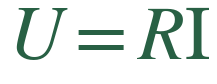 U = RI